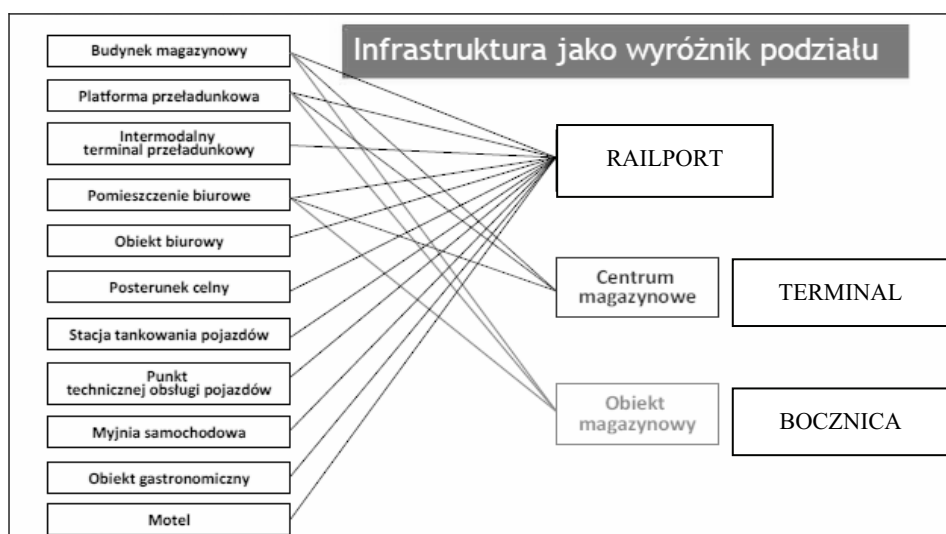 Infrastruktura jako wyróżnik podziału
Budynek magazynowy
Platforma przeładunkowa
Intermodalny
terminal przeładunkowy
Pomieszczenie biurowe
Obiekt biurowy
Posterunek celny
Stacja tankowania pojazdów
Punkt
technicznej obsługi pojazdów
Myjnia samochodowa
Obiekt gastronomiczny
Motel
RAILPORT
Centrum
magazynowe
TERMINAL
Obiekt
magazynowy
BOCZNICA